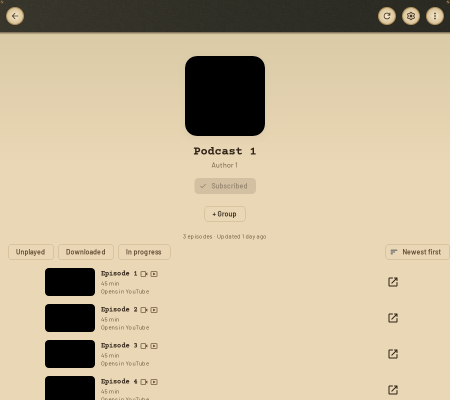 Podcast 1
Author 1
Subscribed
+ Group
3 episodes · Updated 1 day ago
Unplayed Downloaded In progress Newest first
Episode 1
45 min
Opens in YouTube
Episode 2
45 min
Opens in YouTube
Episode 3
45 min
Opens in YouTube
Episode 4
45 min
Opens in YouTube